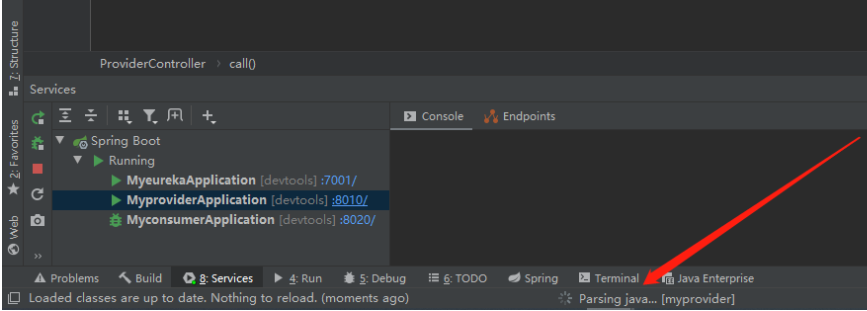 7: Structure
ProviderController > call()
Services
2: Favorites
Console
Endpoints
Spring Boot
Running
MyeurekaApplication [devtools] :7001/
MyproviderApplication [devtools] :8010/
MyconsumerApplication [devtools] :8020/
Web
»
Problems Build 8: Services 4: Run 5: Debug 6: TODO Spring Terminal Java Enterprise
Loaded classes are up to date. Nothing to reload. (moments ago) Parsing java... [myprovider]